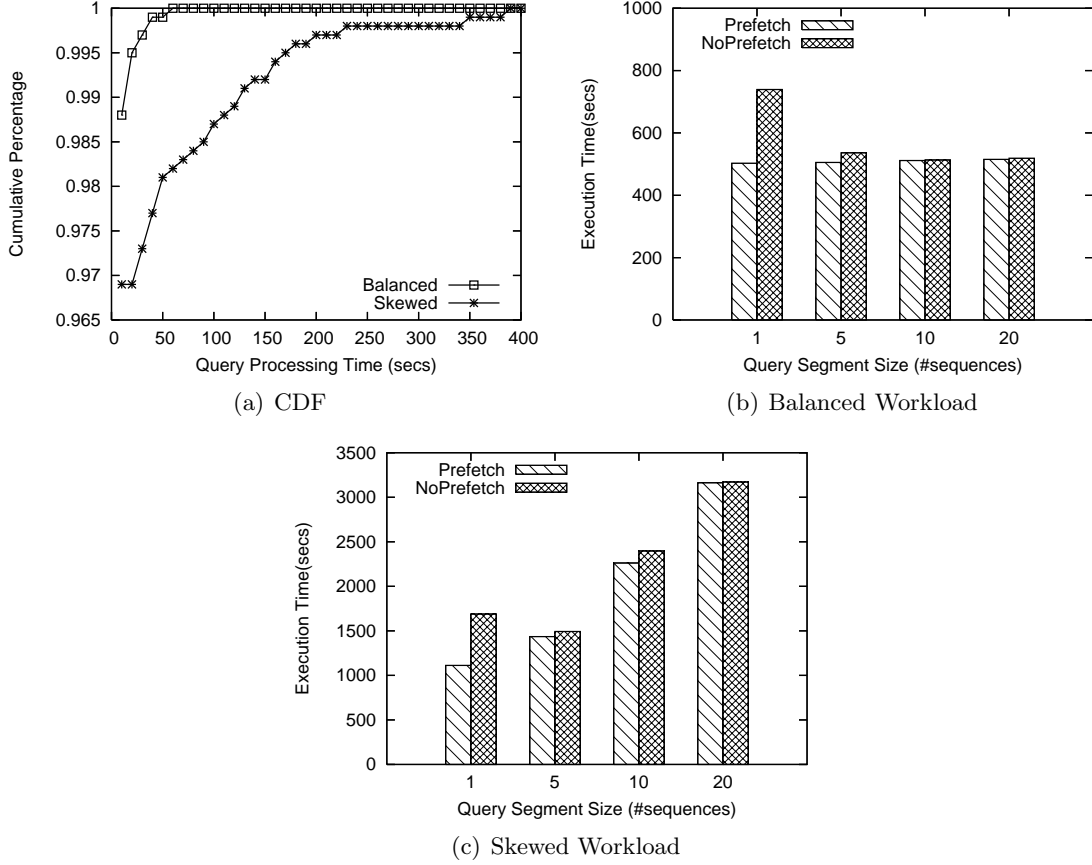 1
0.995
0.99
0.985
0.98
0.975
0.97
0.965
0 50 100 150 200 250 300 350 400
Cumulative Percentage
Query Processing Time (secs)
Balanced
Skewed
(a) CDF
1000
800
600
400
200
0
1 5 10 20
Execution Time(secs)
Query Segment Size (#sequences)
Prefetch
NoPrefetch
(b) Balanced Workload
3500
3000
2500
2000
1500
1000
500
0
1 5 10 20
Execution Time(secs)
Query Segment Size (#sequences)
Prefetch
NoPrefetch
(c) Skewed Workload